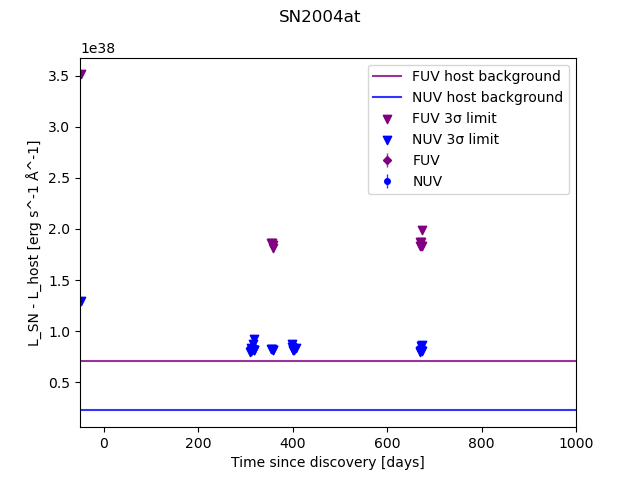 SN2004at
1e38
L_SN - L_host [erg s^-1 Å^-1]
3.5
3.0
2.5
2.0
1.5
1.0
0.5
FUV host background
NUV host background
FUV 3σ limit
NUV 3σ limit
FUV
NUV
0 200 400 600 800 1000
Time since discovery [days]